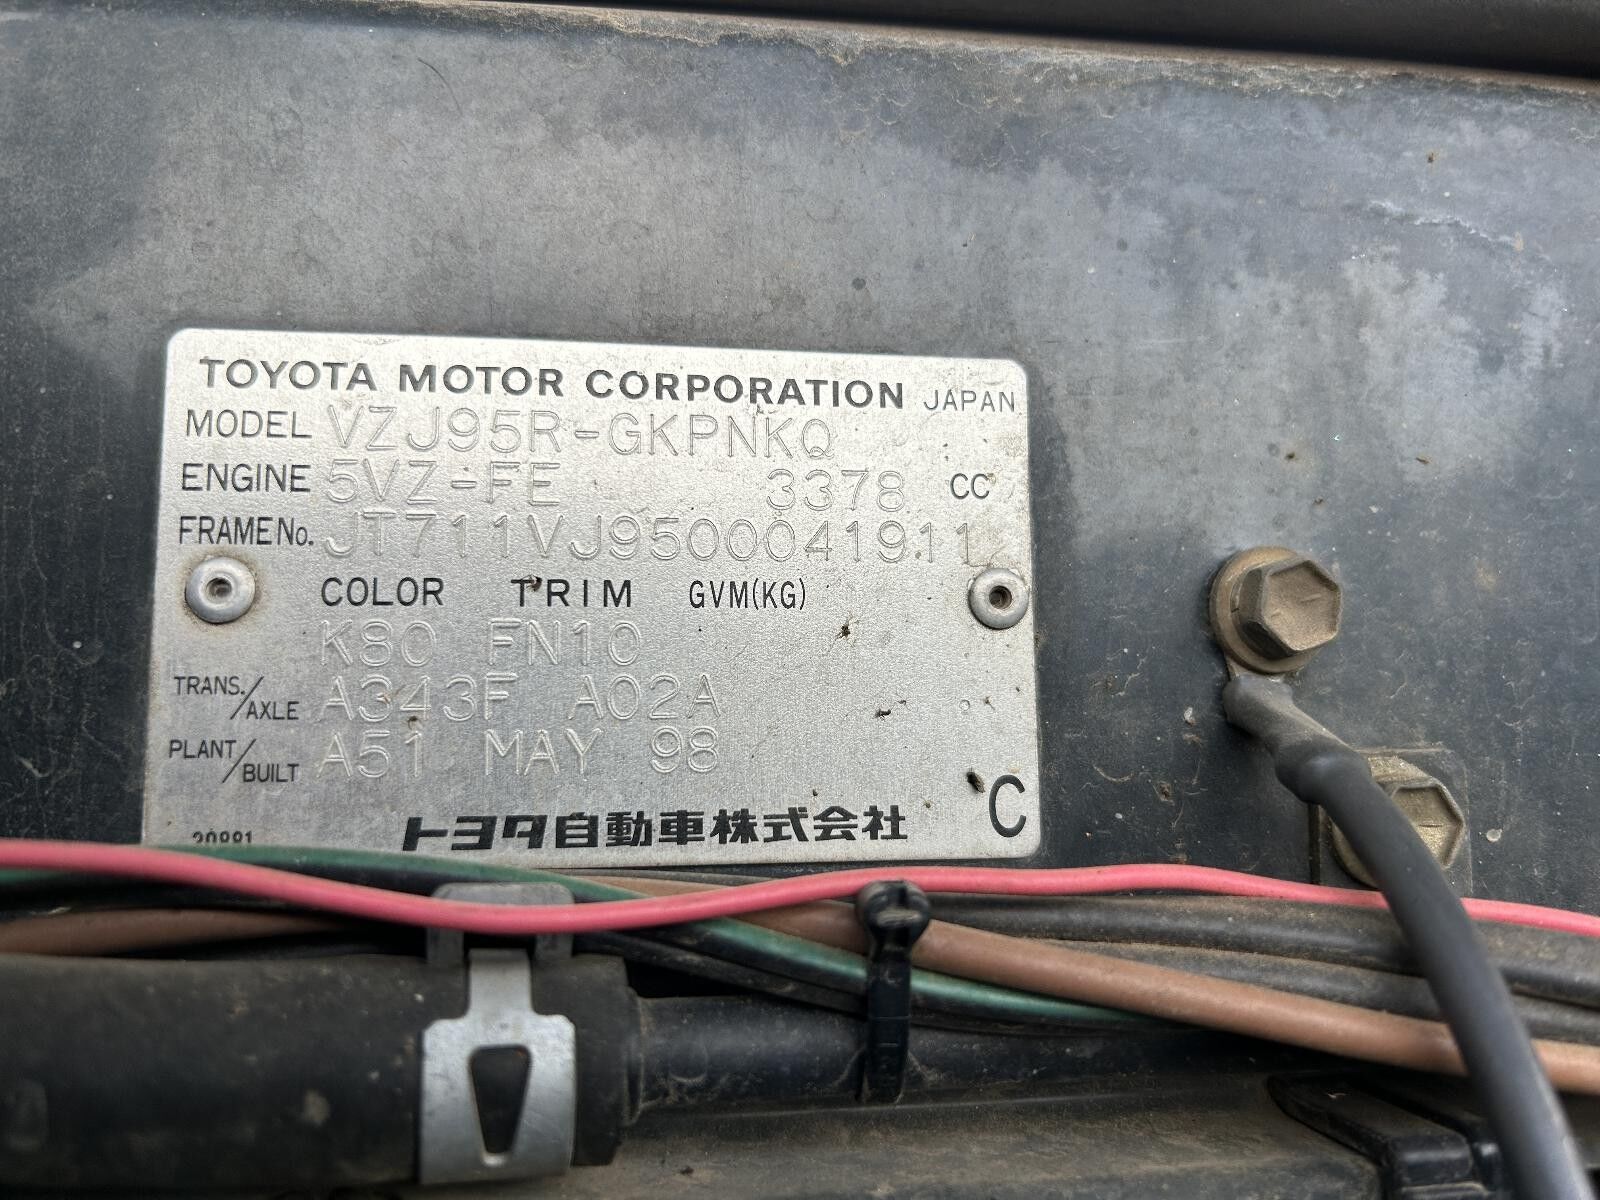 TOYOTA MOTOR CORPORATION JAPAN
MODEL VZJ95R-GKPNKQ
ENGINE 5VZ-FE 3378 CC
FRAME No. JT711VJ9500041911
COLOR TRIM GVM(KG)
K80 FN10
TRANS./AXLE A343F A02A
PLANT/BUILT A51 MAY 98
トヨタ自動車株式会社 C